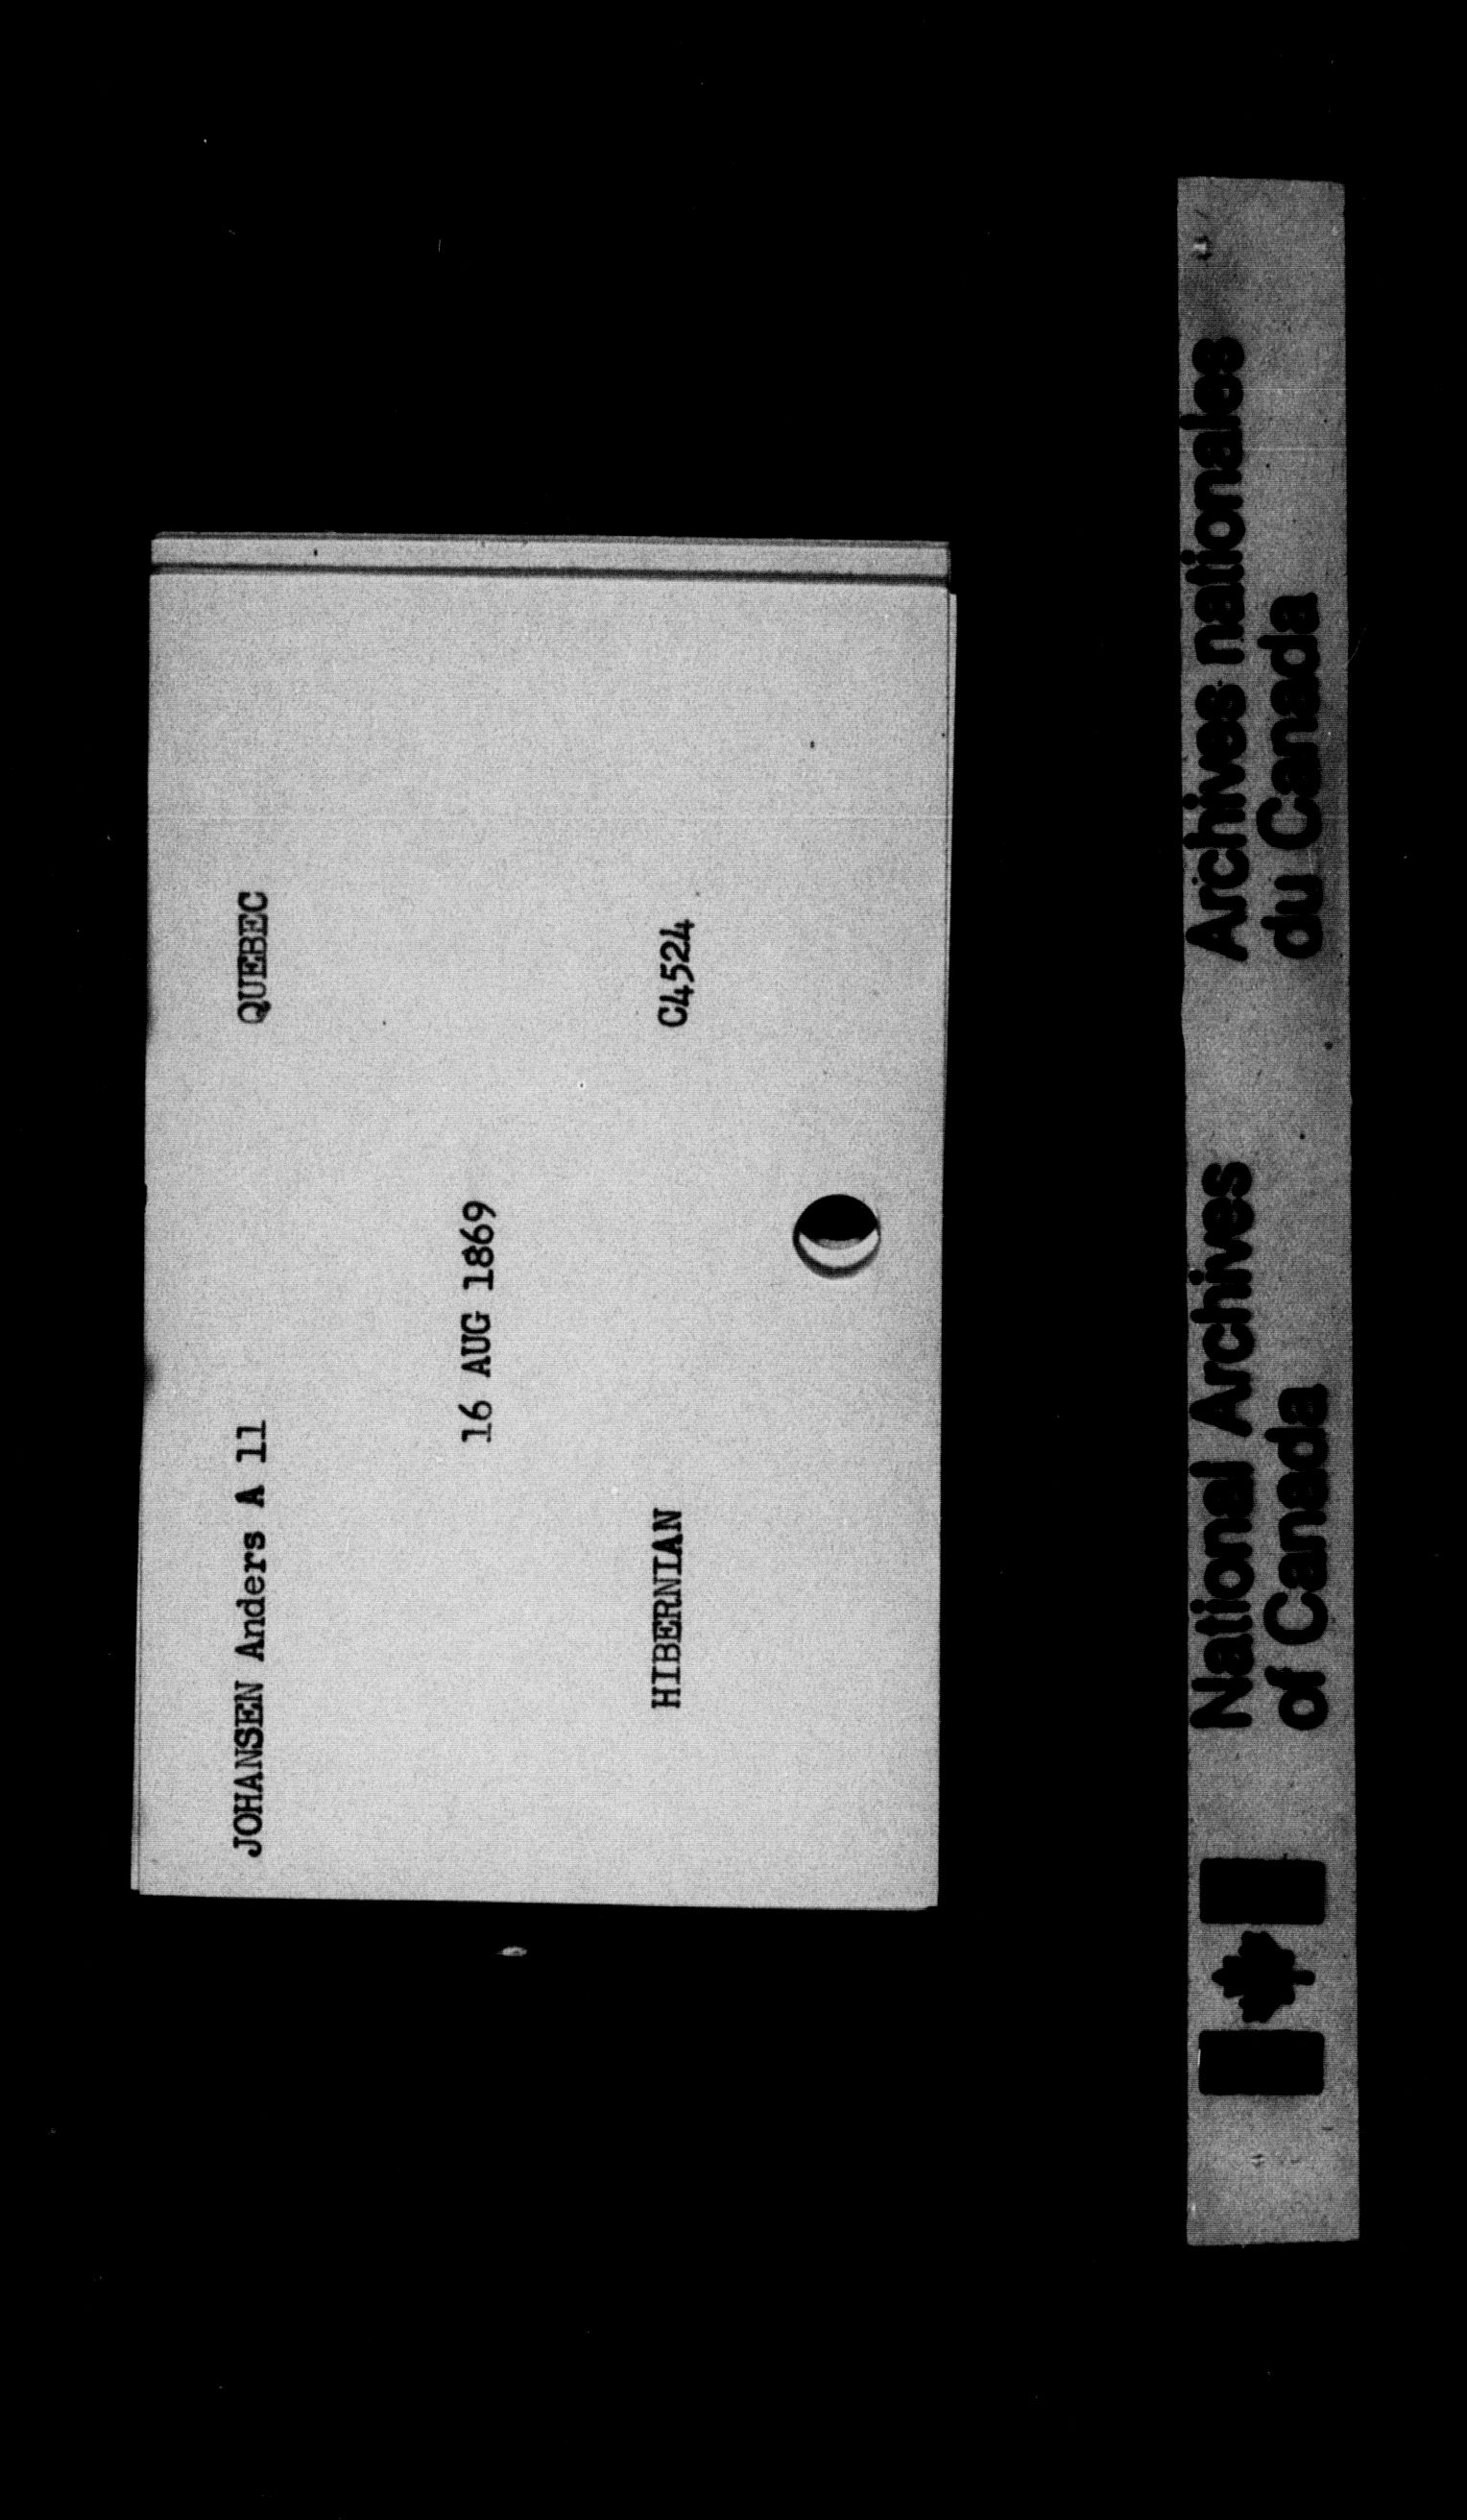 JOHANSEN Anders A 11 QUEBEC
16 AUG 1869
HIBERNIAN C4524
National Archives Archives nationales
of Canada du Canada